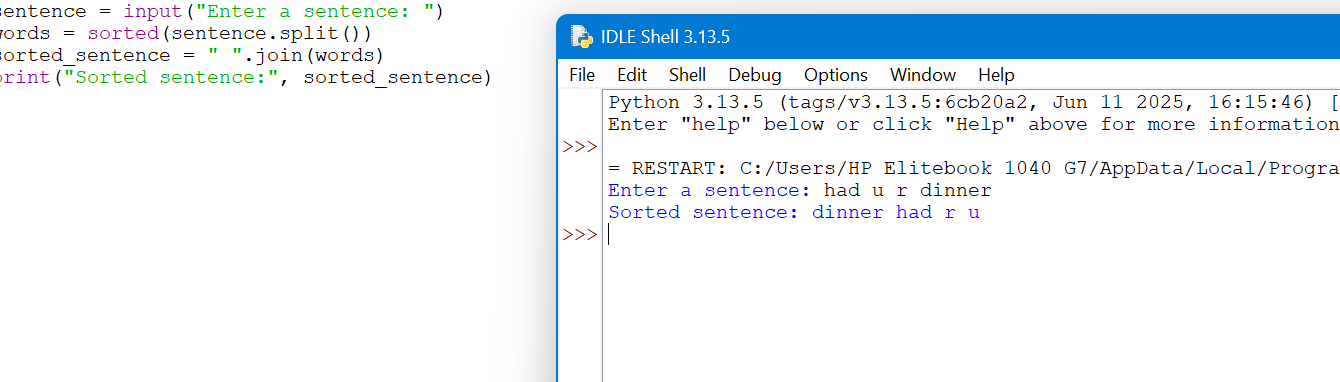 sentence = input("Enter a sentence: ")
words = sorted(sentence.split())
sorted_sentence = " ".join(words)
print("Sorted sentence:", sorted_sentence)
IDLE Shell 3.13.5
File Edit Shell Debug Options Window Help
Python 3.13.5 (tags/v3.13.5:6cb20a2, Jun 11 2025, 16:15:46) [
Enter "help" below or click "Help" above for more information
>>>
= RESTART: C:/Users/HP Elitebook 1040 G7/AppData/Local/Progra
Enter a sentence: had u r dinner
Sorted sentence: dinner had r u
>>>